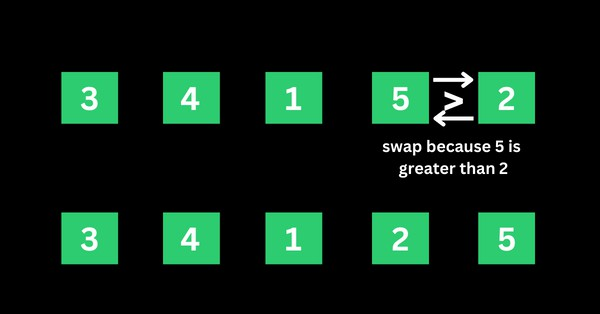 3 4 1 5 > 2
swap because 5 is
greater than 2
3 4 1 2 5